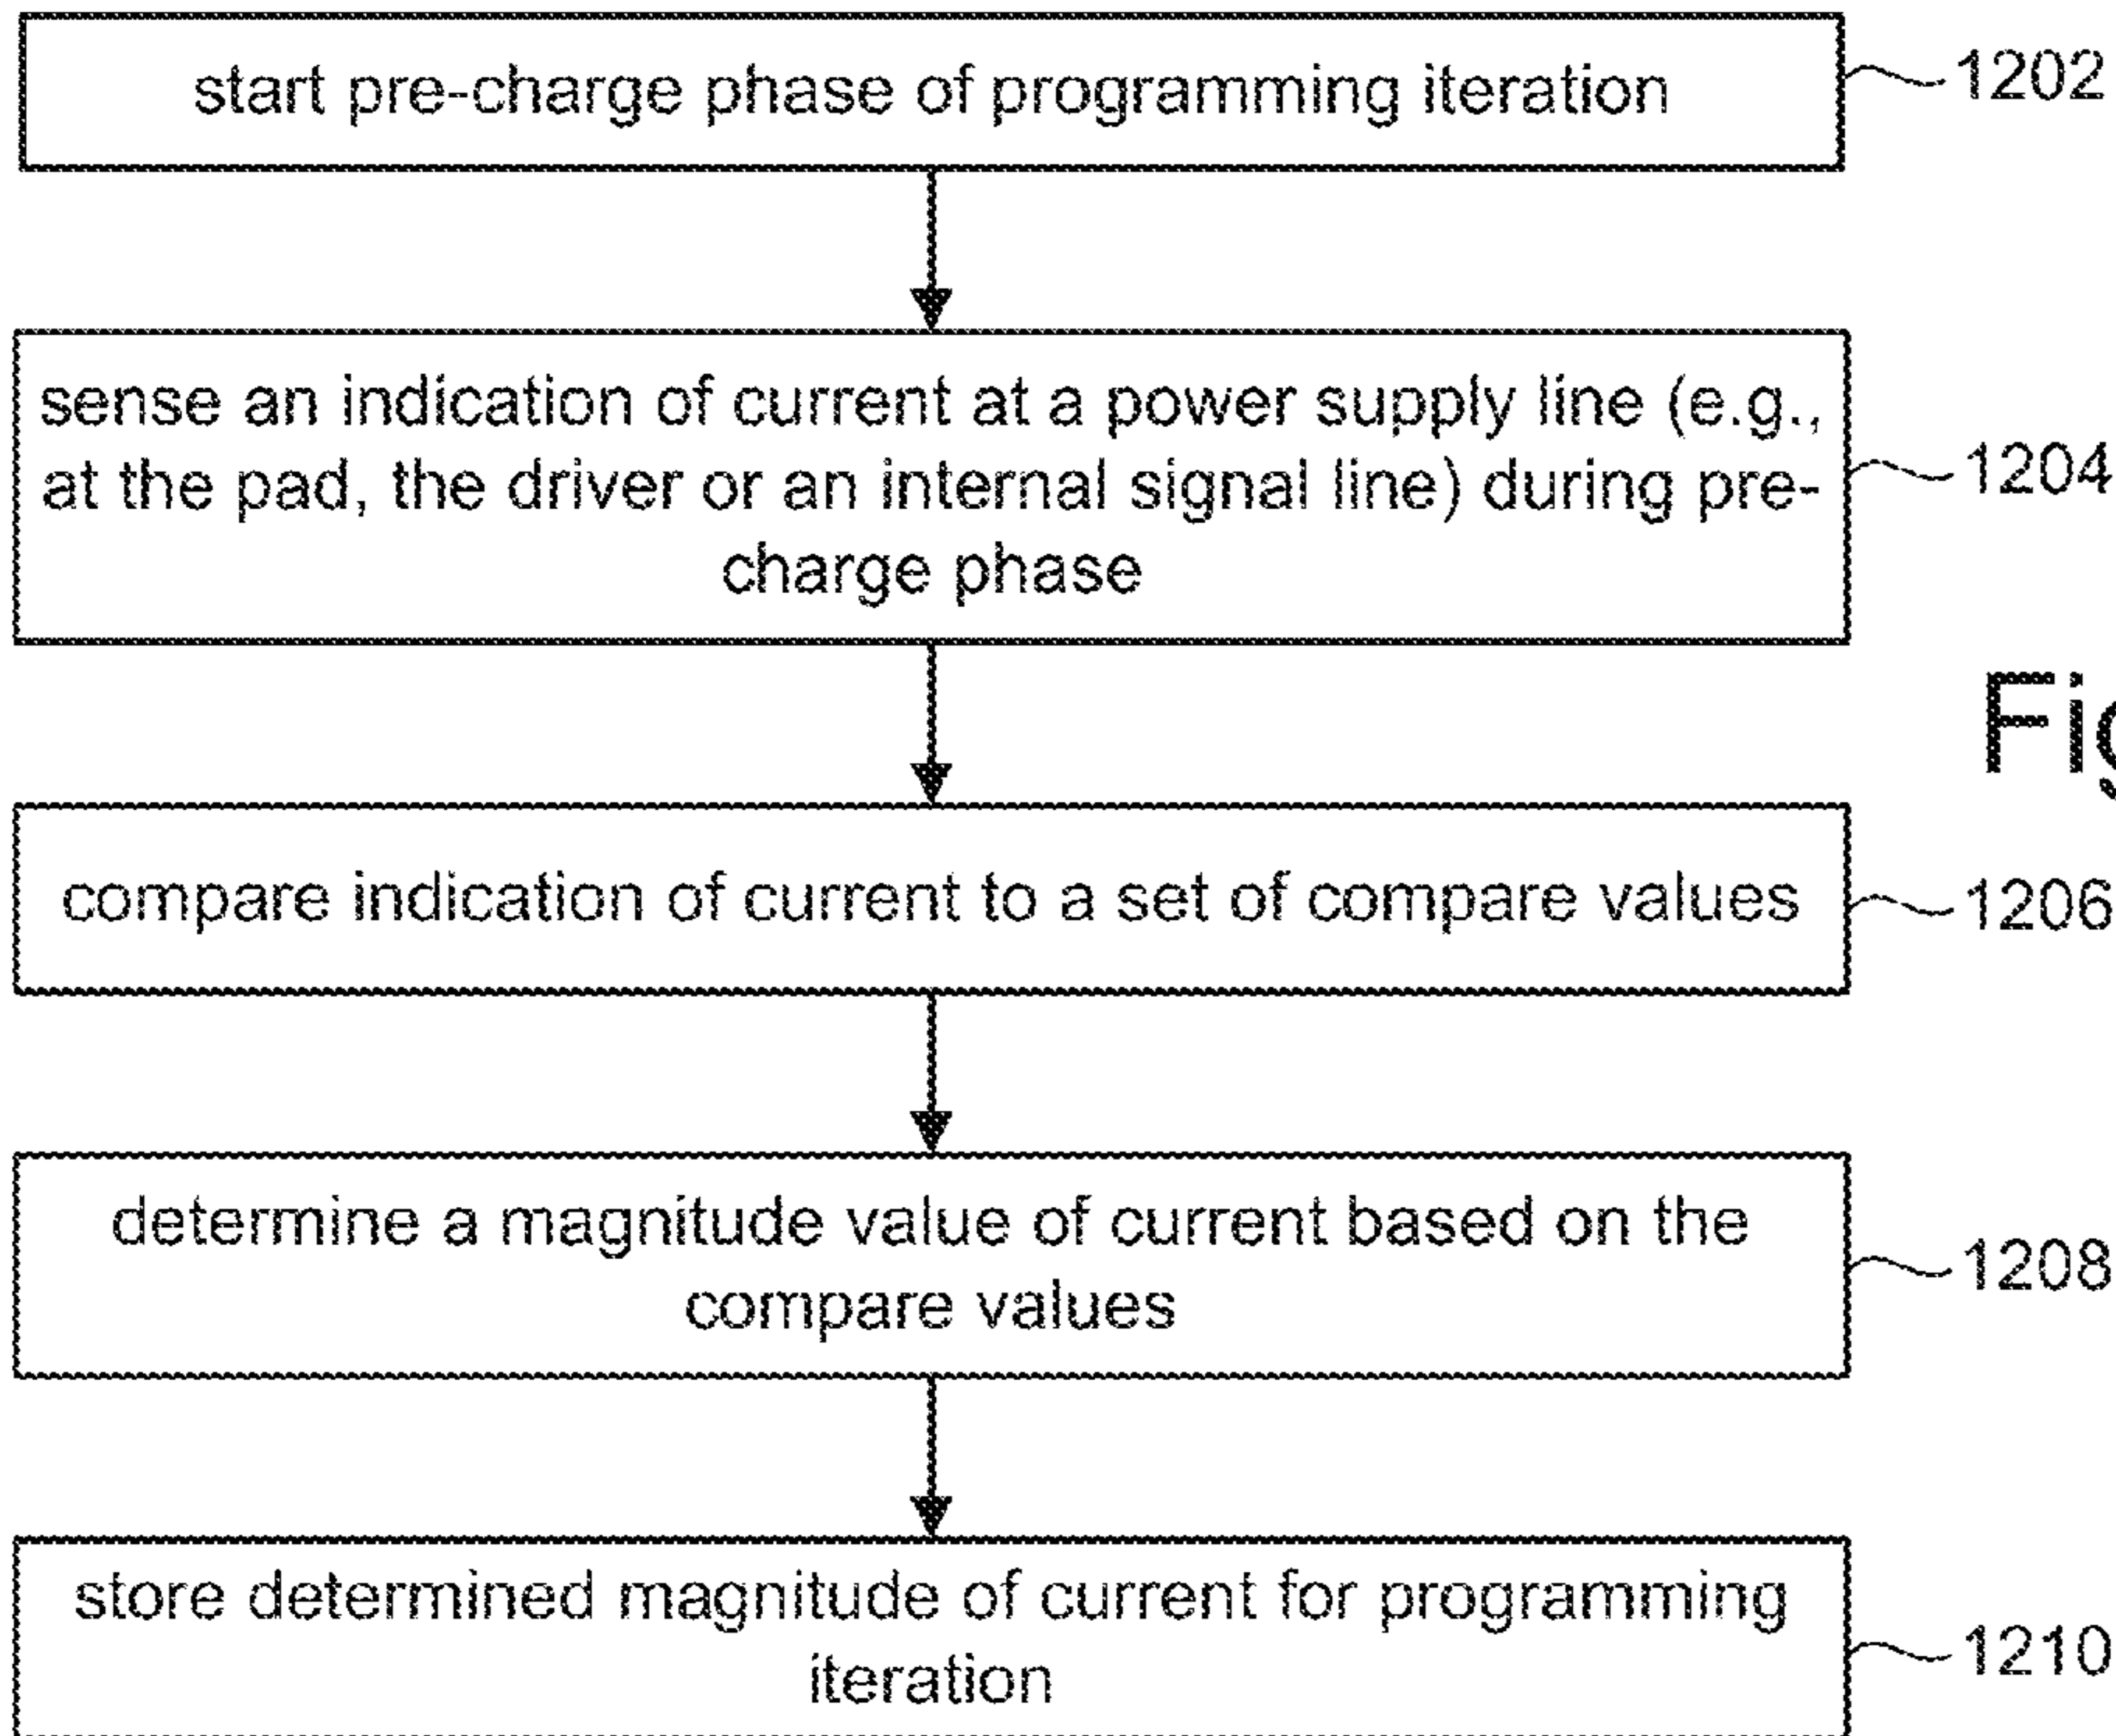 start pre-charge phase of programming iteration
1202
sense an indication of current at a power supply line (e.g.,
at the pad, the driver or an internal signal line) during pre-
charge phase
1204
Fig
compare indication of current to a set of compare values
1206
determine a magnitude value of current based on the
compare values
1208
store determined magnitude of current for programming
iteration
1210